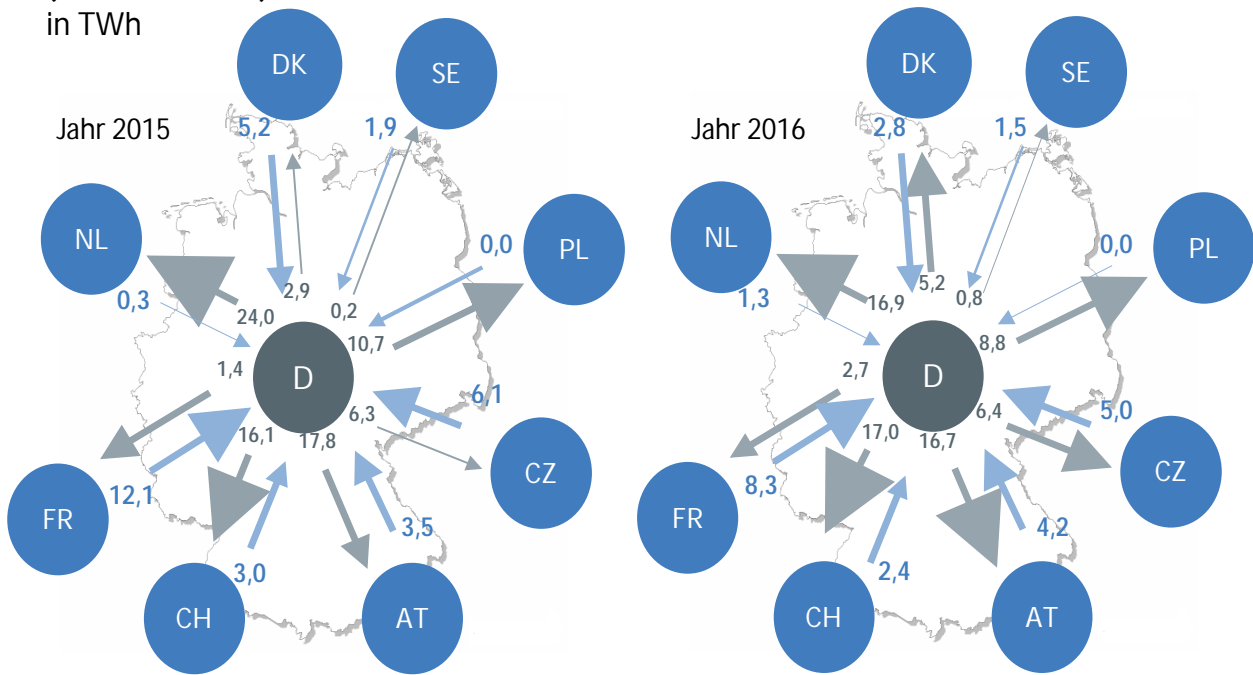 in TWh
Jahr 2015
DK
SE
5,2
1,9
NL
PL
0,0
0,3
2,9
24,0
0,2
10,7
1,4
D
6,1
6,3
16,1
17,8
12,1
CZ
FR
3,5
3,0
CH
AT
Jahr 2016
DK
SE
2,8
1,5
NL
PL
0,0
1,3
5,2
0,8
16,9
8,8
2,7
D
6,4
5,0
17,0
16,7
8,3
CZ
FR
4,2
2,4
CH
AT